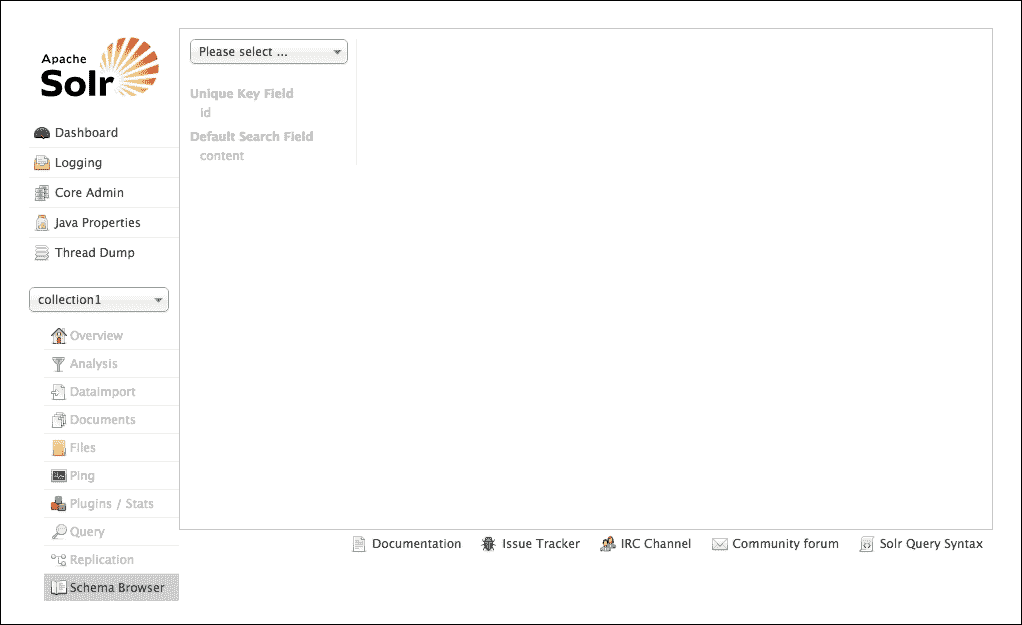 Apache
Solr
Dashboard
Logging
Core Admin
Java Properties
Thread Dump
collection1
Overview
Analysis
Dataimport
Documents
Files
Ping
Plugins / Stats
Query
Replication
Schema Browser
Please select ...
Unique Key Field
id
Default Search Field
content
Documentation Issue Tracker IRC Channel Community forum Solr Query Syntax